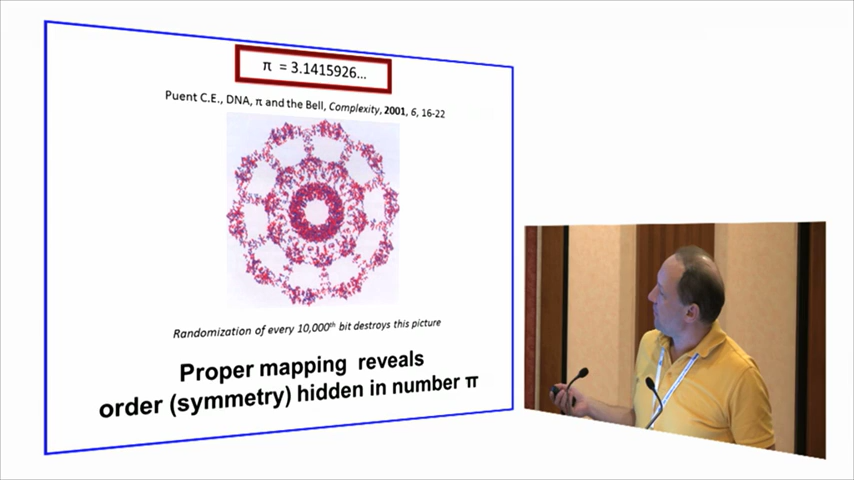 π = 3.1415926...
Puent C.E., DNA, π and the Bell, Complexity, 2001, 6, 16-22
Randomization of every 10,000th bit destroys this picture
Proper mapping reveals
order (symmetry) hidden in number π